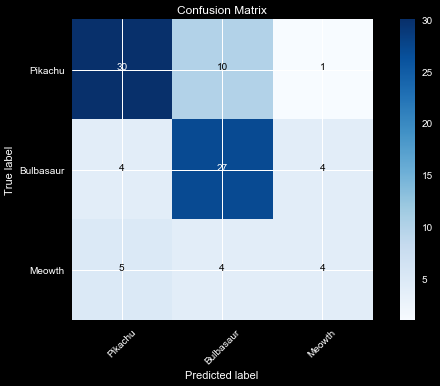 Confusion Matrix
Pikachu 30 10 1
Bulbasaur 4 27 4
Meowth 5 4 4
Pikachu Bulbasaur Meowth
True label
Predicted label
30
25
20
15
10
5